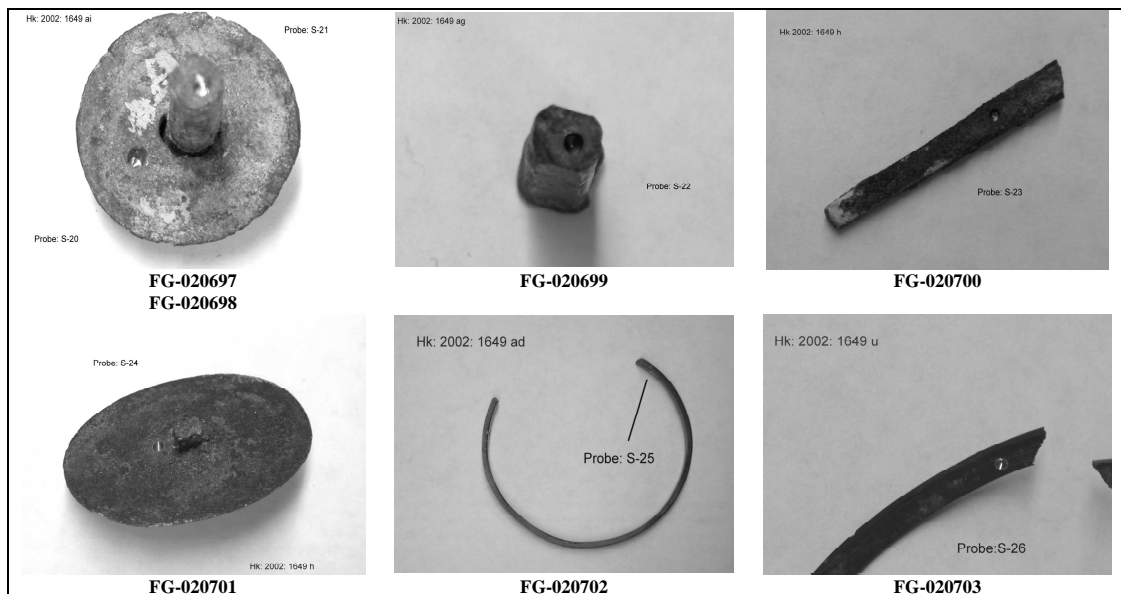 Hk: 2002: 1649 ai
Probe: S-21
Probe: S-20
FG-020697
FG-020698
Hk: 2002: 1649 ag
Probe: S-22
FG-020699
Hk 2002: 1649 h
Probe: S-23
FG-020700
Probe: S-24
Hk: 2002: 1649 h
FG-020701
Hk: 2002: 1649 ad
Probe: S-25
FG-020702
Hk: 2002: 1649 u
Probe:S-26
FG-020703